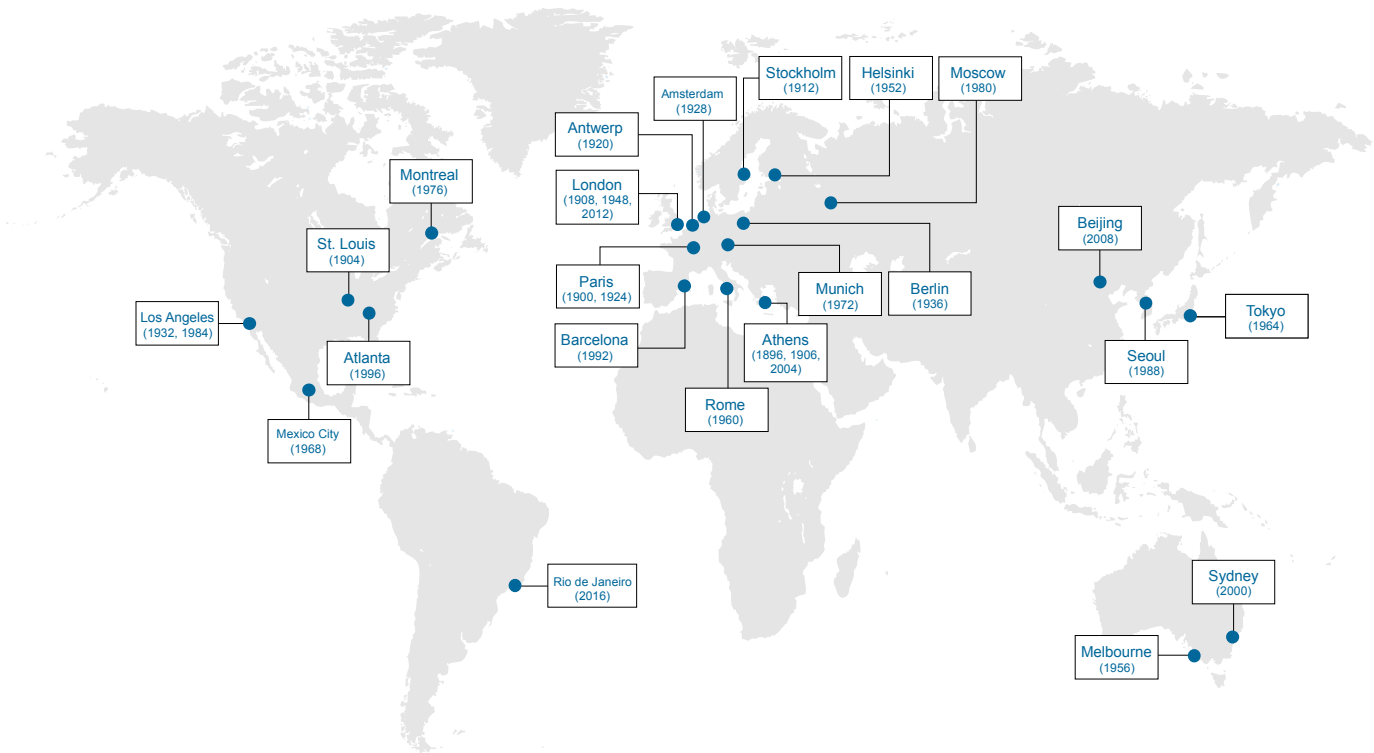 Stockholm
(1912)
Helsinki
(1952)
Moscow
(1980)
Amsterdam
(1928)
Antwerp
(1920)
Montreal
(1976)
London
(1908, 1948,
2012)
Beijing
(2008)
St. Louis
(1904)
Paris
(1900, 1924)
Munich
(1972)
Berlin
(1936)
Los Angeles
(1932, 1984)
Tokyo
(1964)
Barcelona
(1992)
Athens
(1896, 1906,
2004)
Atlanta
(1996)
Seoul
(1988)
Rome
(1960)
Mexico City
(1968)
Rio de Janeiro
(2016)
Sydney
(2000)
Melbourne
(1956)